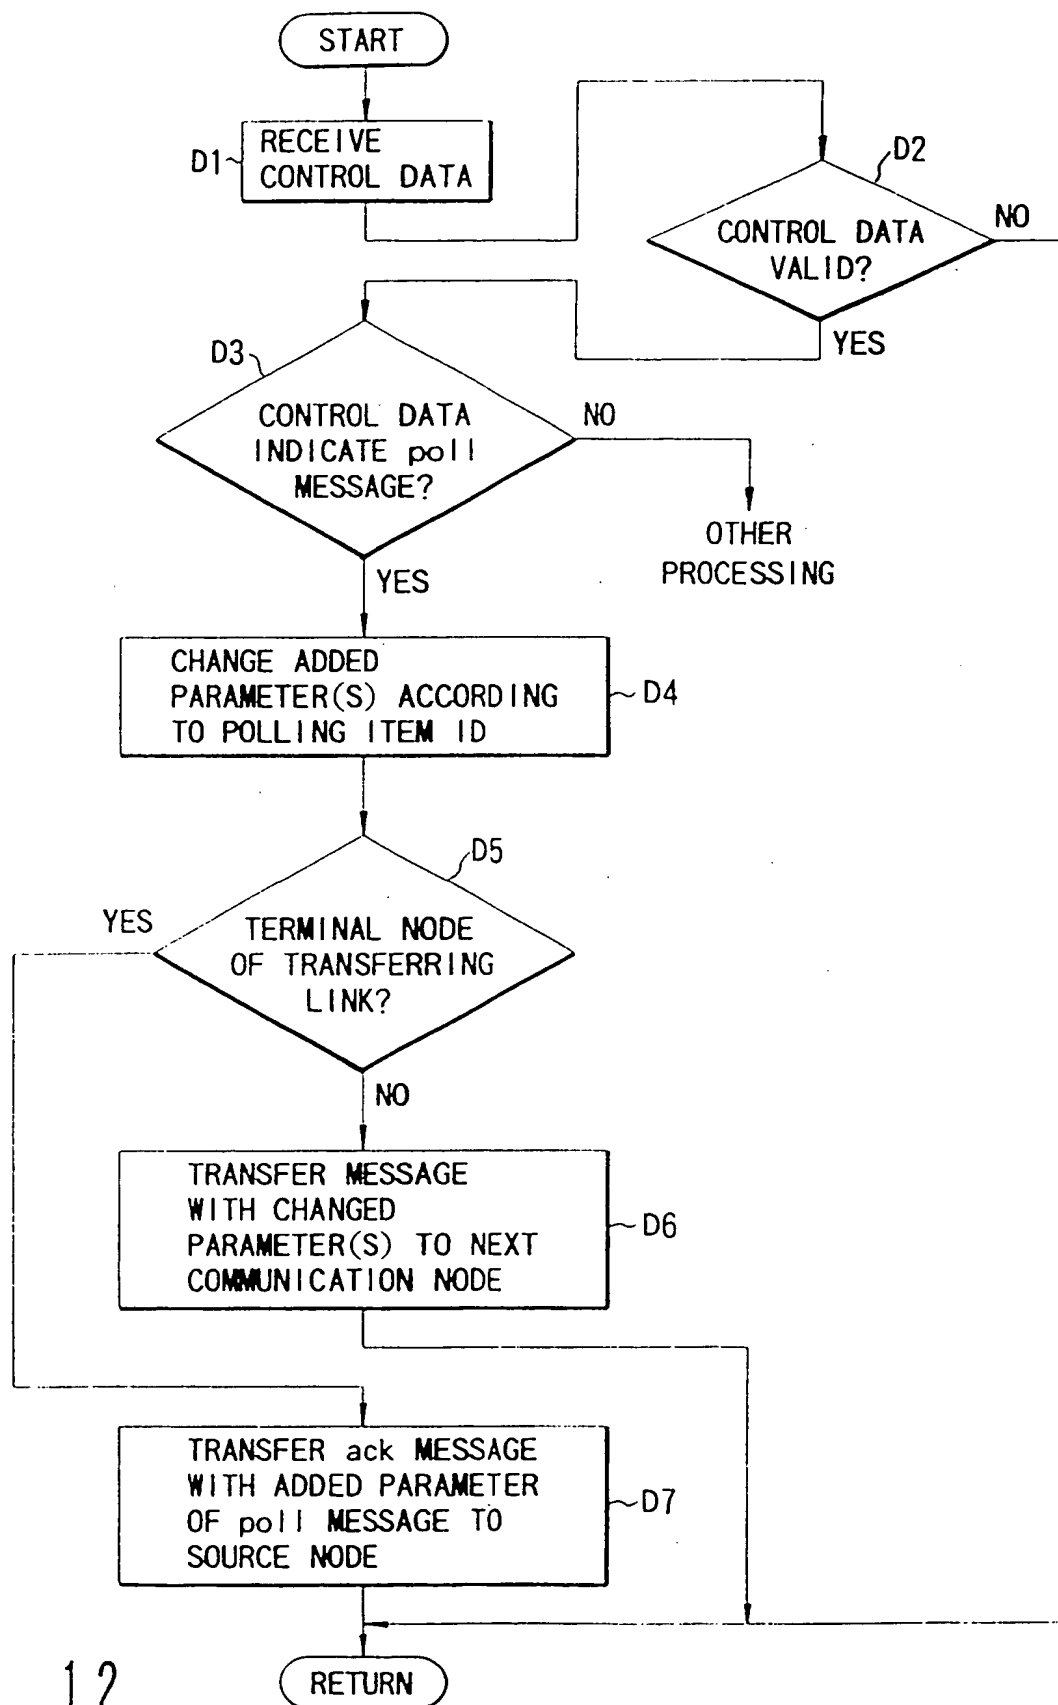 START
D1
RECEIVE
CONTROL DATA
D2
CONTROL DATA
VALID?
NO
YES
D3
CONTROL DATA
INDICATE poll
MESSAGE?
NO
OTHER
PROCESSING
YES
CHANGE ADDED
PARAMETER(S) ACCORDING
TO POLLING ITEM ID
D4
D5
YES
TERMINAL NODE
OF TRANSFERRING
LINK?
NO
TRANSFER MESSAGE
WITH CHANGED
PARAMETER(S) TO NEXT
COMMUNICATION NODE
D6
TRANSFER ack MESSAGE
WITH ADDED PARAMETER
OF poll MESSAGE TO
SOURCE NODE
D7
RETURN
12